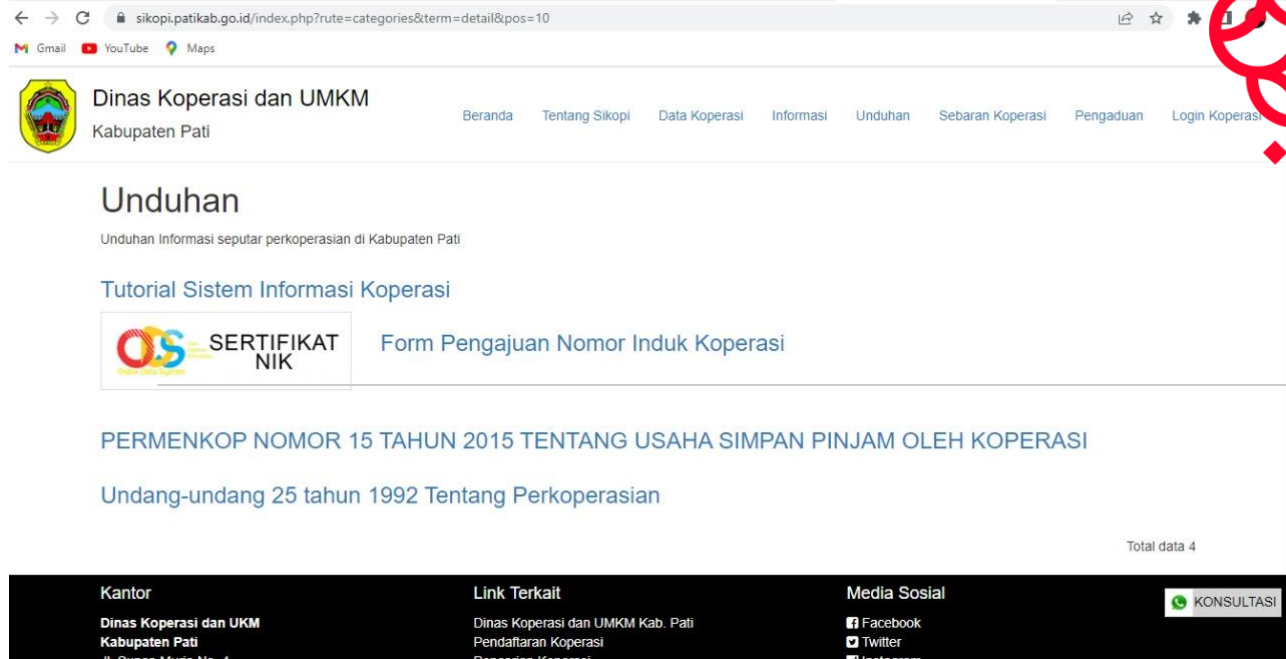 sikopi.patikab.go.id/index.php?rute=categories&term=detail&pos=10
Gmail YouTube Maps
Dinas Koperasi dan UMKM
Kabupaten Pati
Beranda Tentang Sikopi Data Koperasi Informasi Unduhan Sebaran Koperasi Pengaduan Login Koperasi
Unduhan
Unduhan Informasi seputar perkoperasian di Kabupaten Pati
Tutorial Sistem Informasi Koperasi
ODS SERTIFIKAT
NIK
Form Pengajuan Nomor Induk Koperasi
PERMENKOP NOMOR 15 TAHUN 2015 TENTANG USAHA SIMPAN PINJAM OLEH KOPERASI
Undang-undang 25 tahun 1992 Tentang Perkoperasian
Total data 4
Kantor Link Terkait Media Sosial
KONSULTASI
Dinas Koperasi dan UKM Dinas Koperasi dan UMKM Kab. Pati Facebook
Kabupaten Pati Pendaftaran Koperasi Twitter